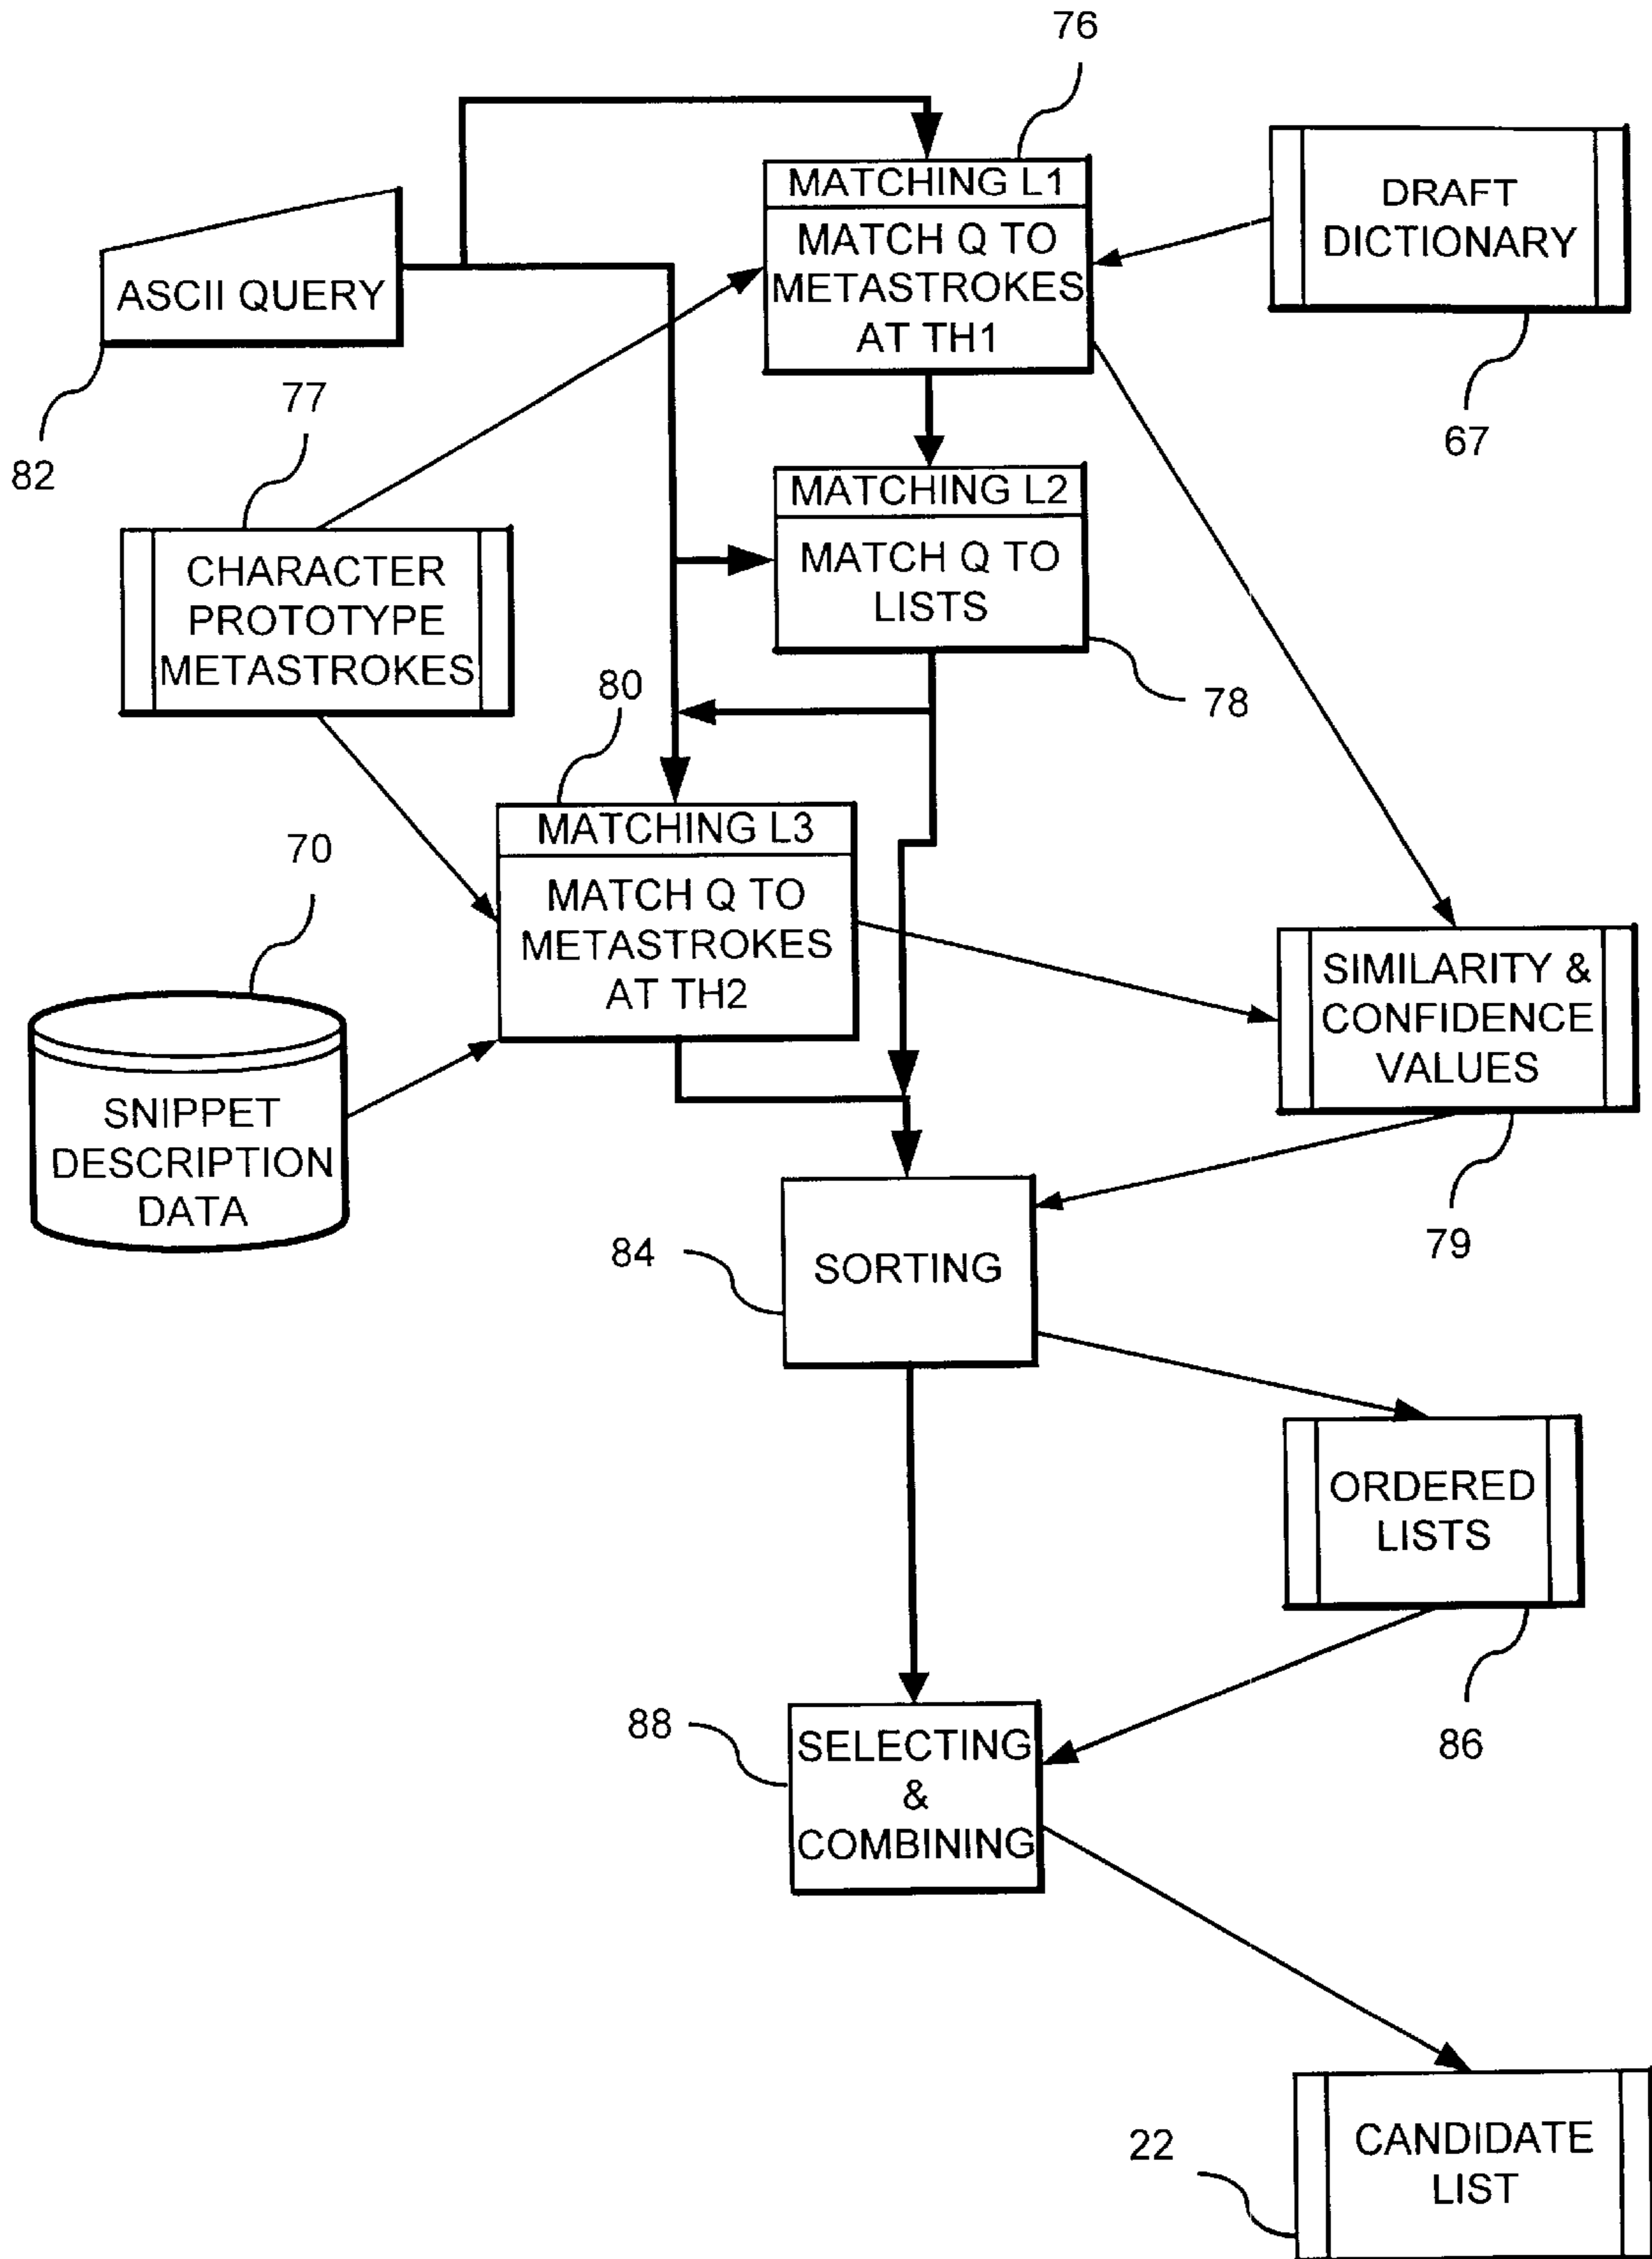 76
MATCHING L1
MATCH Q TO
METASTROKES
AT TH1
DRAFT
DICTIONARY
67
ASCII QUERY
82
77
CHARACTER
PROTOTYPE
METASTROKES
MATCHING L2
MATCH Q TO
LISTS
78
80
MATCHING L3
MATCH Q TO
METASTROKES
AT TH2
70
SNIPPET
DESCRIPTION
DATA
SIMILARITY &
CONFIDENCE
VALUES
79
84
SORTING
ORDERED
LISTS
86
88
SELECTING
&
COMBINING
22
CANDIDATE
LIST